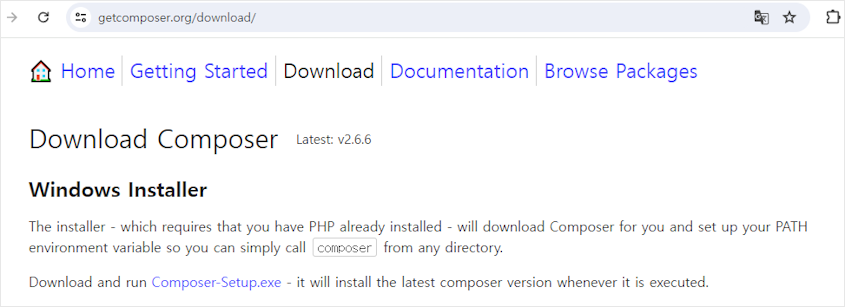 getcomposer.org/download/
Home Getting Started Download Documentation Browse Packages
Download Composer Latest: v2.6.6
Windows Installer
The installer - which requires that you have PHP already installed - will download Composer for you and set up your PATH
environment variable so you can simply call composer from any directory.
Download and run Composer-Setup.exe - it will install the latest composer version whenever it is executed.